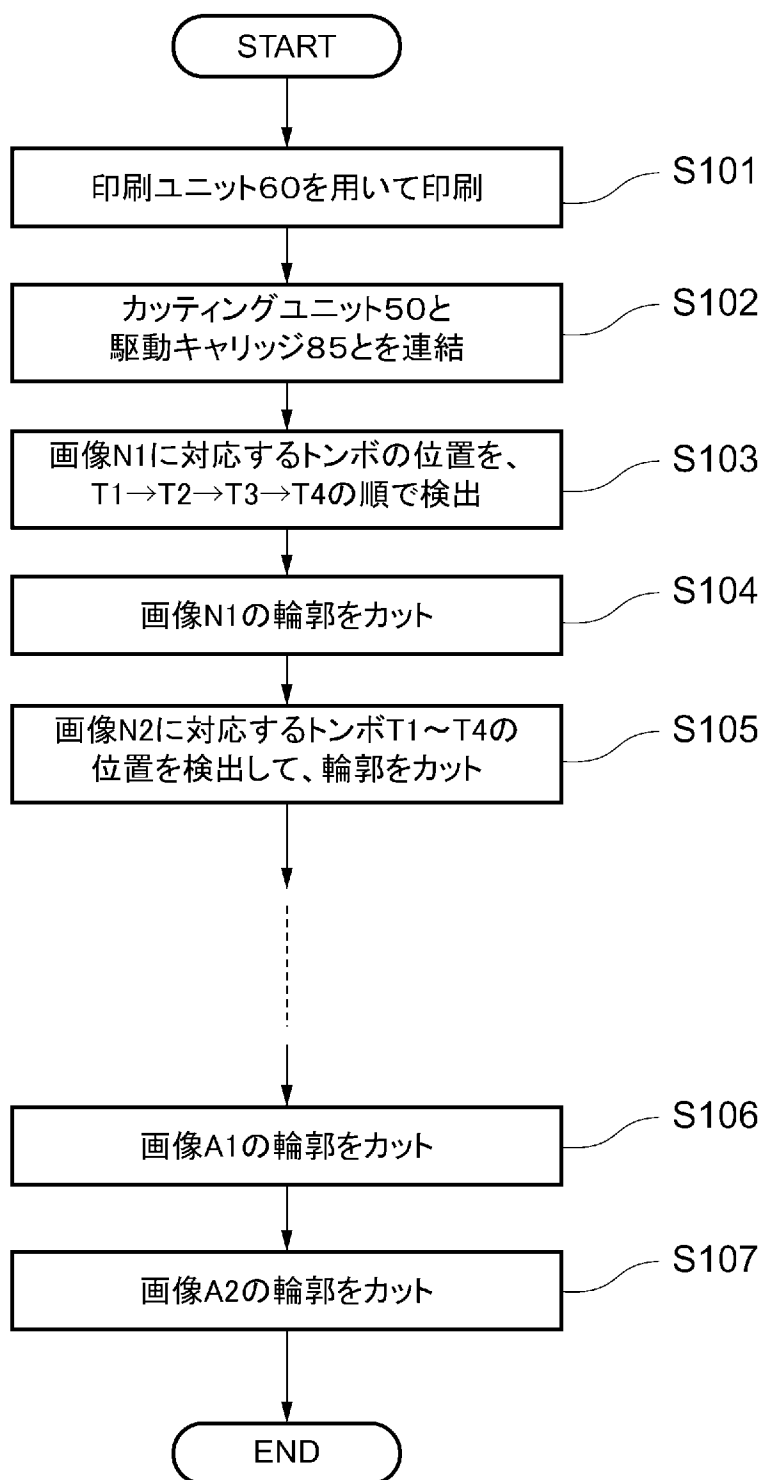 START
印刷ユニット60を用いて印刷
S101
カッティングユニット50と
駆動キャリッジ85とを連結
S102
画像N1に対応するトンボの位置を、
T1→T2→T3→T4の順で検出
S103
画像N1の輪郭をカット
S104
画像N2に対応するトンボT1～T4の
位置を検出して、輪郭をカット
S105
画像A1の輪郭をカット
S106
画像A2の輪郭をカット
S107
END